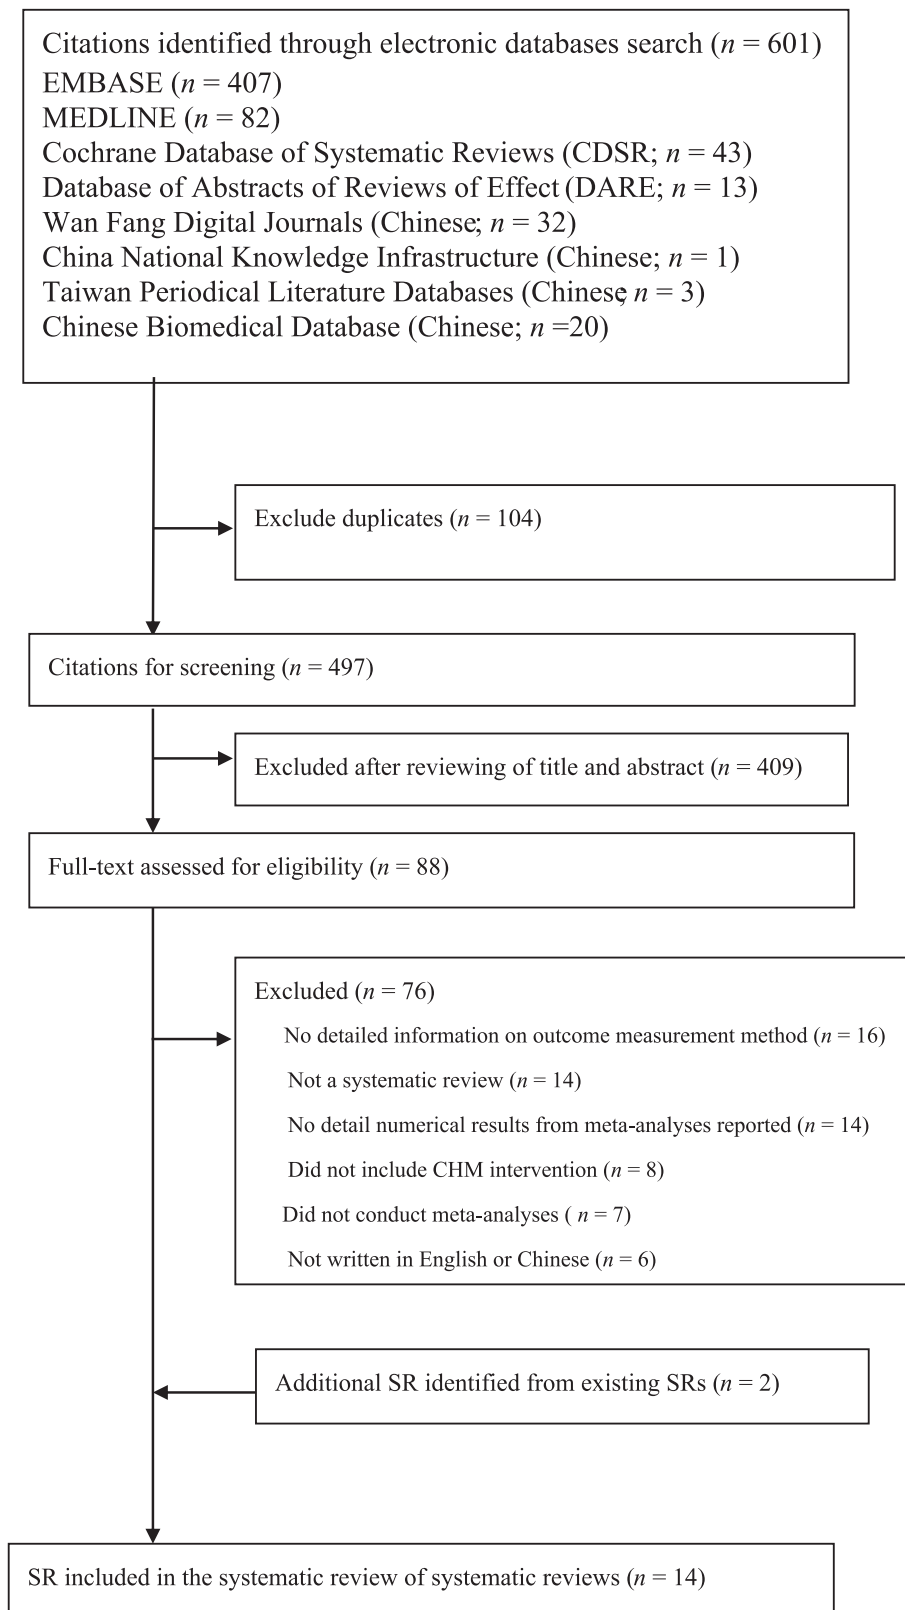 Citations identified through electronic databases search (n = 601)
EMBASE (n = 407)
MEDLINE (n = 82)
Cochrane Database of Systematic Reviews (CDSR; n = 43)
Database of Abstracts of Reviews of Effect (DARE; n = 13)
Wan Fang Digital Journals (Chinese; n = 32)
China National Knowledge Infrastructure (Chinese; n = 1)
Taiwan Periodical Literature Databases (Chinese; n = 3)
Chinese Biomedical Database (Chinese; n =20)
Exclude duplicates (n = 104)
Citations for screening (n = 497)
Excluded after reviewing of title and abstract (n = 409)
Full-text assessed for eligibility (n = 88)
Excluded (n = 76)
No detailed information on outcome measurement method (n = 16)
Not a systematic review (n = 14)
No detail numerical results from meta-analyses reported (n = 14)
Did not include CHM intervention (n = 8)
Did not conduct meta-analyses ( n = 7)
Not written in English or Chinese (n = 6)
Additional SR identified from existing SRs (n = 2)
SR included in the systematic review of systematic reviews (n = 14)